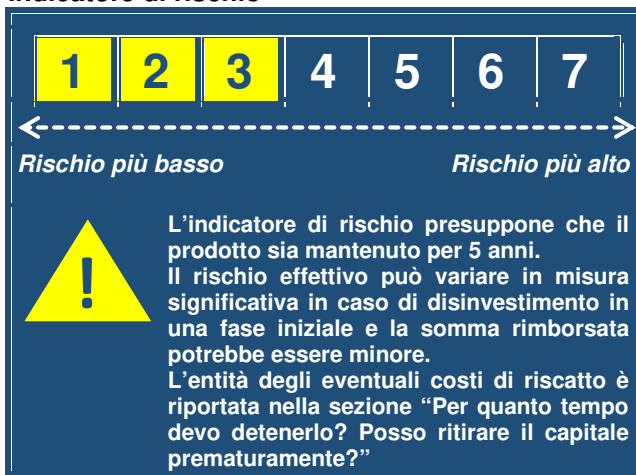 Indicatore di rischio
1 2 3 4 5 6 7
Rischio più basso Rischio più alto
!
L’indicatore di rischio presuppone che il
prodotto sia mantenuto per 5 anni.
Il rischio effettivo può variare in misura
significativa in caso di disinvestimento in
una fase iniziale e la somma rimborsata
potrebbe essere minore.
L’entità degli eventuali costi di riscatto è
riportata nella sezione “Per quanto tempo
devo detenerlo? Posso ritirare il capitale
prematuramente?”